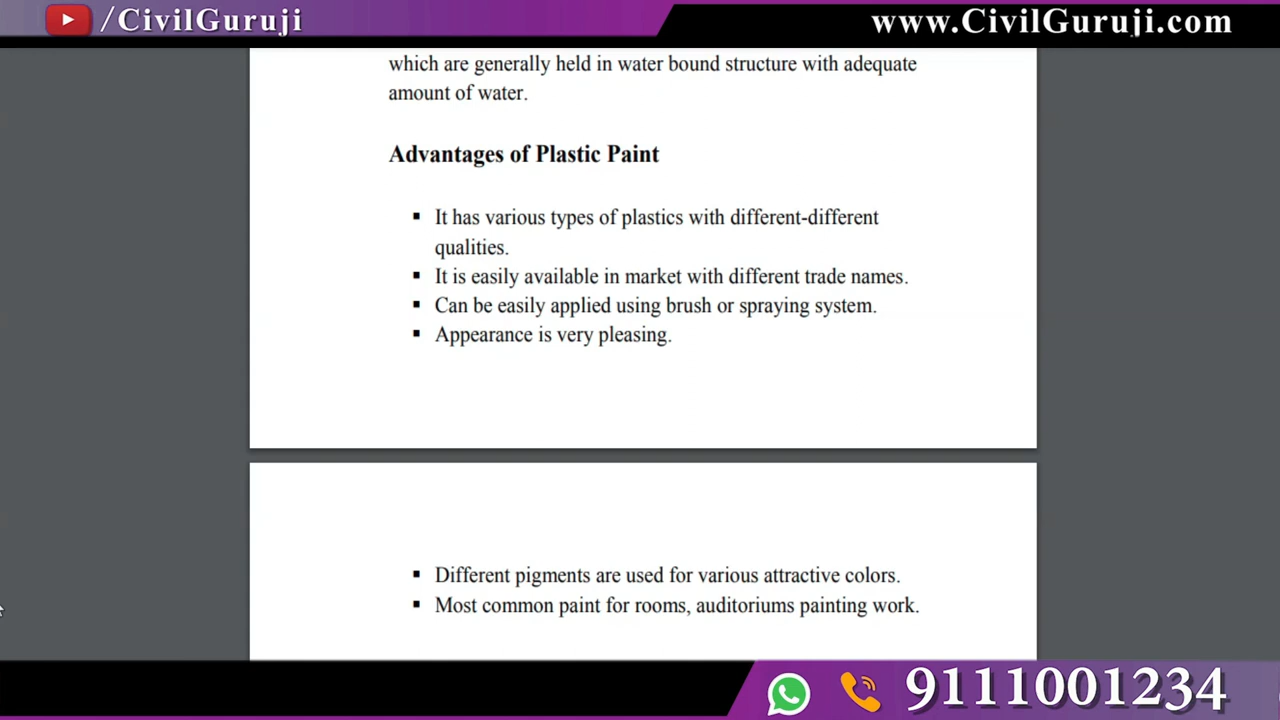 /CivilGuruji
www.CivilGuruji.com
which are generally held in water bound structure with adequate
amount of water.
Advantages of Plastic Paint
▪ It has various types of plastics with different-different
qualities.
▪ It is easily available in market with different trade names.
▪ Can be easily applied using brush or spraying system.
▪ Appearance is very pleasing.
▪ Different pigments are used for various attractive colors.
▪ Most common paint for rooms, auditoriums painting work.
9111001234